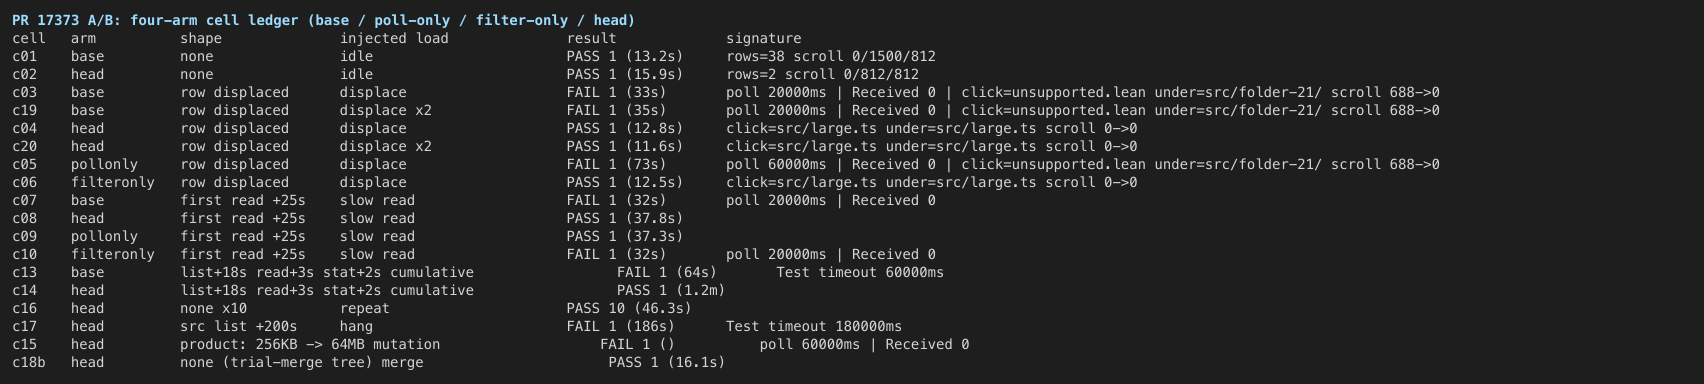 PR 17373 A/B: four-arm cell ledger (base / poll-only / filter-only / head)
cell arm shape injected load result signature
c01 base none idle PASS 1 (13.2s) rows=38 scroll 0/1500/812
c02 head none idle PASS 1 (15.9s) rows=2 scroll 0/812/812
c03 base row displaced displace FAIL 1 (33s) poll 20000ms | Received 0 | click=unsupported.lean under=src/folder-21/ scroll 688->0
c19 base row displaced displace x2 FAIL 1 (35s) poll 20000ms | Received 0 | click=unsupported.lean under=src/folder-21/ scroll 688->0
c04 head row displaced displace PASS 1 (12.8s) click=src/large.ts under=src/large.ts scroll 0->0
c20 head row displaced displace x2 PASS 1 (11.6s) click=src/large.ts under=src/large.ts scroll 0->0
c05 pollonly row displaced displace FAIL 1 (73s) poll 60000ms | Received 0 | click=unsupported.lean under=src/folder-21/ scroll 688->0
c06 filteronly row displaced displace PASS 1 (12.5s) click=src/large.ts under=src/large.ts scroll 0->0
c07 base first read +25s slow read FAIL 1 (32s) poll 20000ms | Received 0
c08 head first read +25s slow read PASS 1 (37.8s)
c09 pollonly first read +25s slow read PASS 1 (37.3s)
c10 filteronly first read +25s slow read FAIL 1 (32s) poll 20000ms | Received 0
c13 base list+18s read+3s stat+2s cumulative FAIL 1 (64s) Test timeout 60000ms
c14 head list+18s read+3s stat+2s cumulative PASS 1 (1.2m)
c16 head none x10 repeat PASS 10 (46.3s)
c17 head src list +200s hang FAIL 1 (186s) Test timeout 180000ms
c15 head product: 256KB -> 64MB mutation FAIL 1 () poll 60000ms | Received 0
c18b head none (trial-merge tree) merge PASS 1 (16.1s)